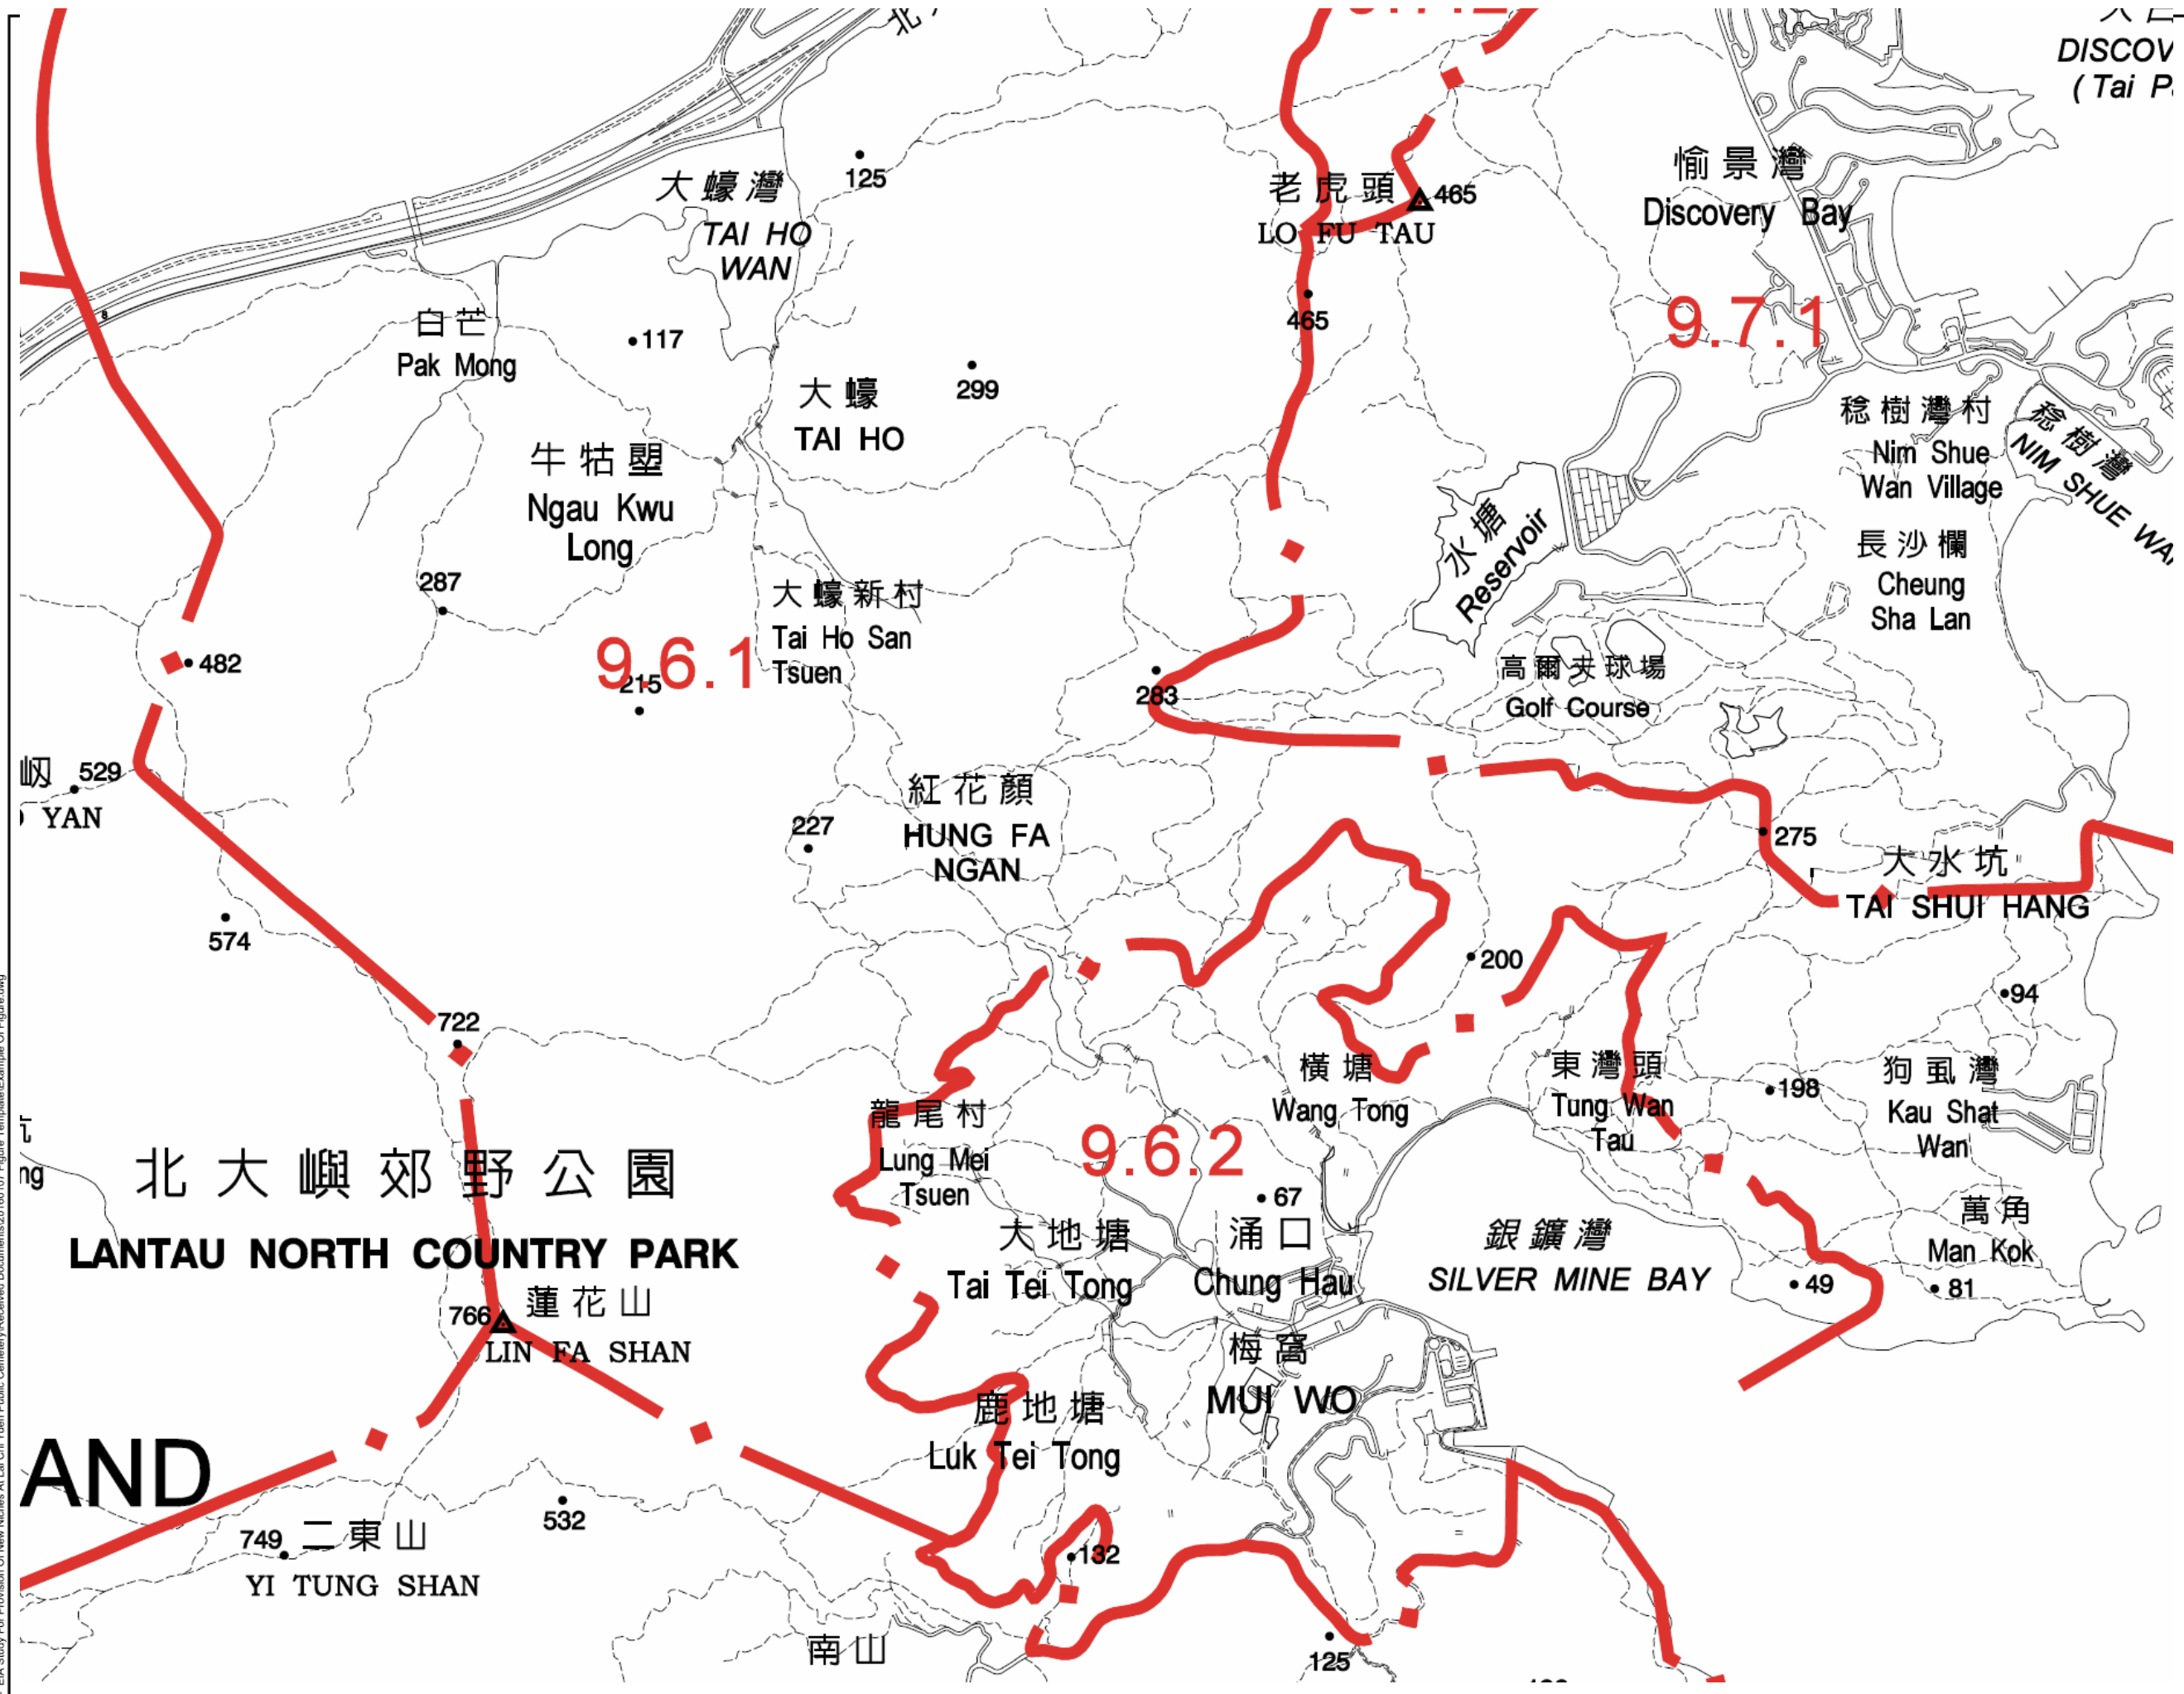 大蠔灣
TAI HO
WAN
125
老虎頭
465
LO FU TAU
465
愉景灣
Discovery Bay
9.7.1
DISCOV
( Tai P
8
白芒
Pak Mong
117
大蠔
TAI HO
299
牛牯塱
Ngau Kwu
Long
稔樹灣村
Nim Shue
Wan Village
稔樹灣
NIM SHUE WA
水塘
Reservoir
長沙欄
Cheung
Sha Lan
287
大蠔新村
Tai Ho San
Tsuen
482
9.6.1
215
283
高爾夫球場
Golf Course
529
YAN
紅花顏
HUNG FA
NGAN
227
275
大水坑
TAI SHUI HANG
574
200
94
722
橫塘
Wang Tong
東灣頭
Tung Wan
Tau
198
狗虱灣
Kau Shat
Wan
龍尾村
Lung Mei
Tsuen
9.6.2
67
ng
北大嶼郊野公園
LANTAU NORTH COUNTRY PARK
大地塘
Tai Tei Tong
涌口
Chung Hau
銀鑛灣
SILVER MINE BAY
萬角
Man Kok
49
81
766
蓮花山
LIN FA SHAN
梅窩
MUI WO
鹿地塘
Luk Tei Tong
AND
749
二東山
YI TUNG SHAN
532
132
南山
125